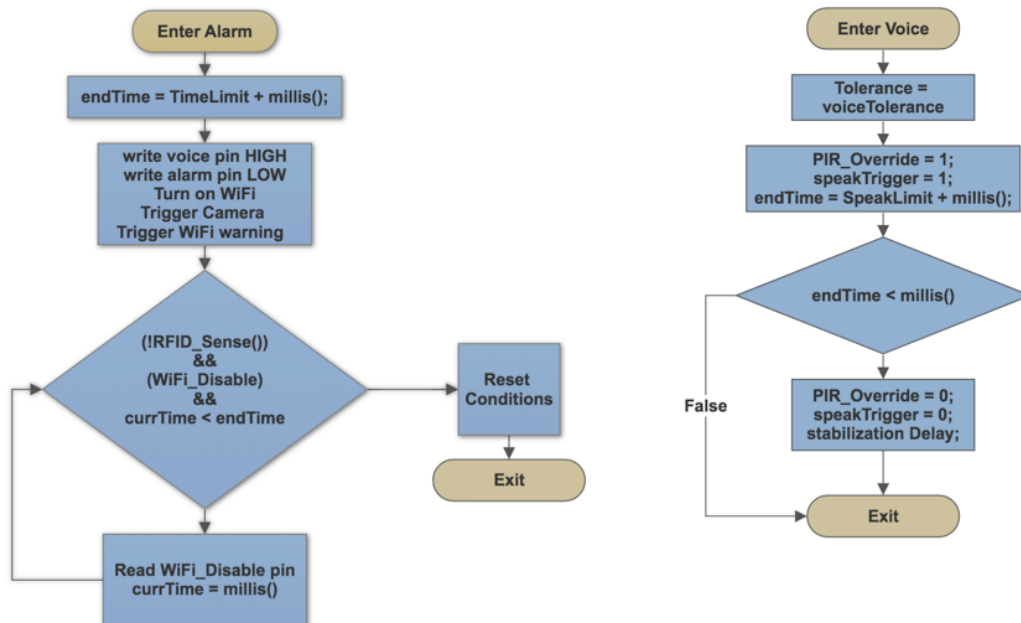 Enter Alarm
endTime = TimeLimit + millis();
write voice pin HIGH
write alarm pin LOW
Turn on WiFi
Trigger Camera
Trigger WiFi warning
(!RFID_Sense())
&&
(WiFi_Disable)
&&
currTime < endTime
Reset
Conditions
Exit
Read WiFi_Disable pin
currTime = millis()
Enter Voice
Tolerance =
voiceTolerance
PIR_Override = 1;
speakTrigger = 1;
endTime = SpeakLimit + millis();
endTime < millis()
False
PIR_Override = 0;
speakTrigger = 0;
stabilization Delay;
Exit